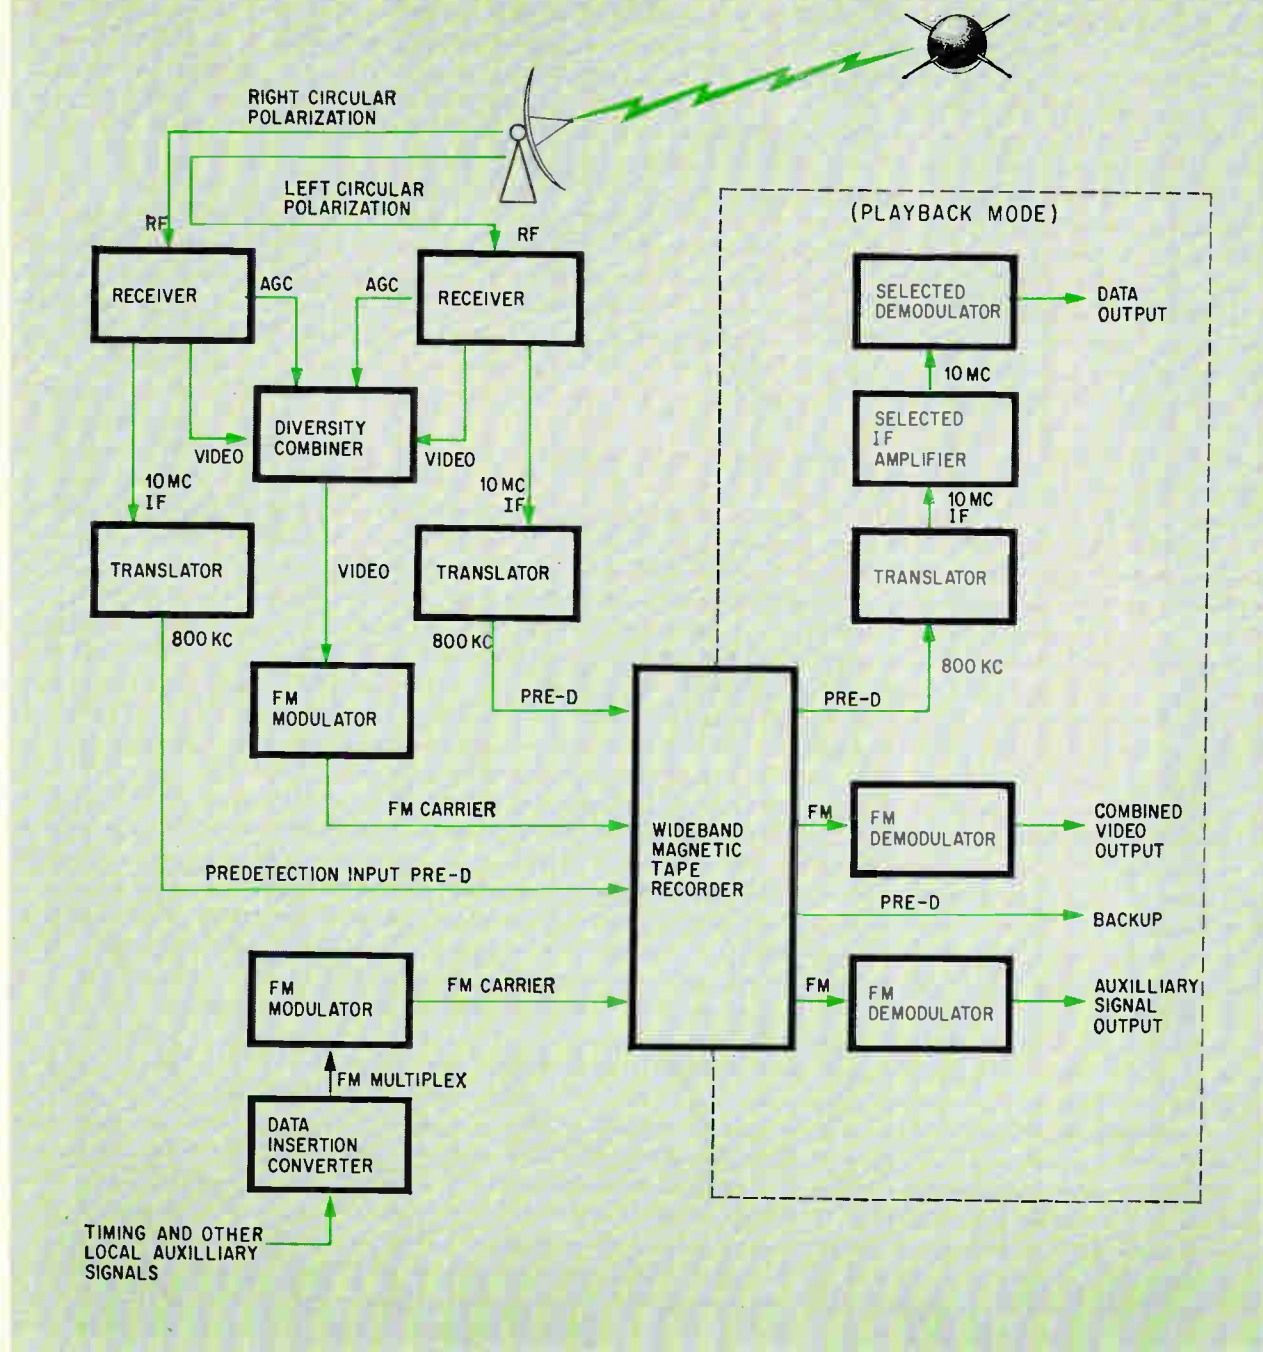 RIGHT CIRCULAR
POLARIZATION
LEFT CIRCULAR
POLARIZATION
RF
RF
(PLAYBACK MODE)
RECEIVER
AGC
AGC
RECEIVER
SELECTED
DEMODULATOR
DATA
OUTPUT
10 MC
DIVERSITY
COMBINER
VIDEO
VIDEO
SELECTED
IF
AMPLIFIER
10 MC
IF
10 MC
IF
10 MC
IF
TRANSLATOR
VIDEO
TRANSLATOR
TRANSLATOR
800 KC
800 KC
800 KC
FM
MODULATOR
PRE-D
PRE-D
FM CARRIER
WIDEBAND
MAGNETIC
TAPE
RECORDER
FM
FM
DEMODULATOR
COMBINED
VIDEO
OUTPUT
PREDETECTION INPUT PRE-D
PRE-D
BACKUP
FM
MODULATOR
FM CARRIER
FM
FM
DEMODULATOR
AUXILLIARY
SIGNAL
OUTPUT
FM MULTIPLEX
DATA
INSERTION
CONVERTER
TIMING AND OTHER
LOCAL AUXILLIARY
SIGNALS